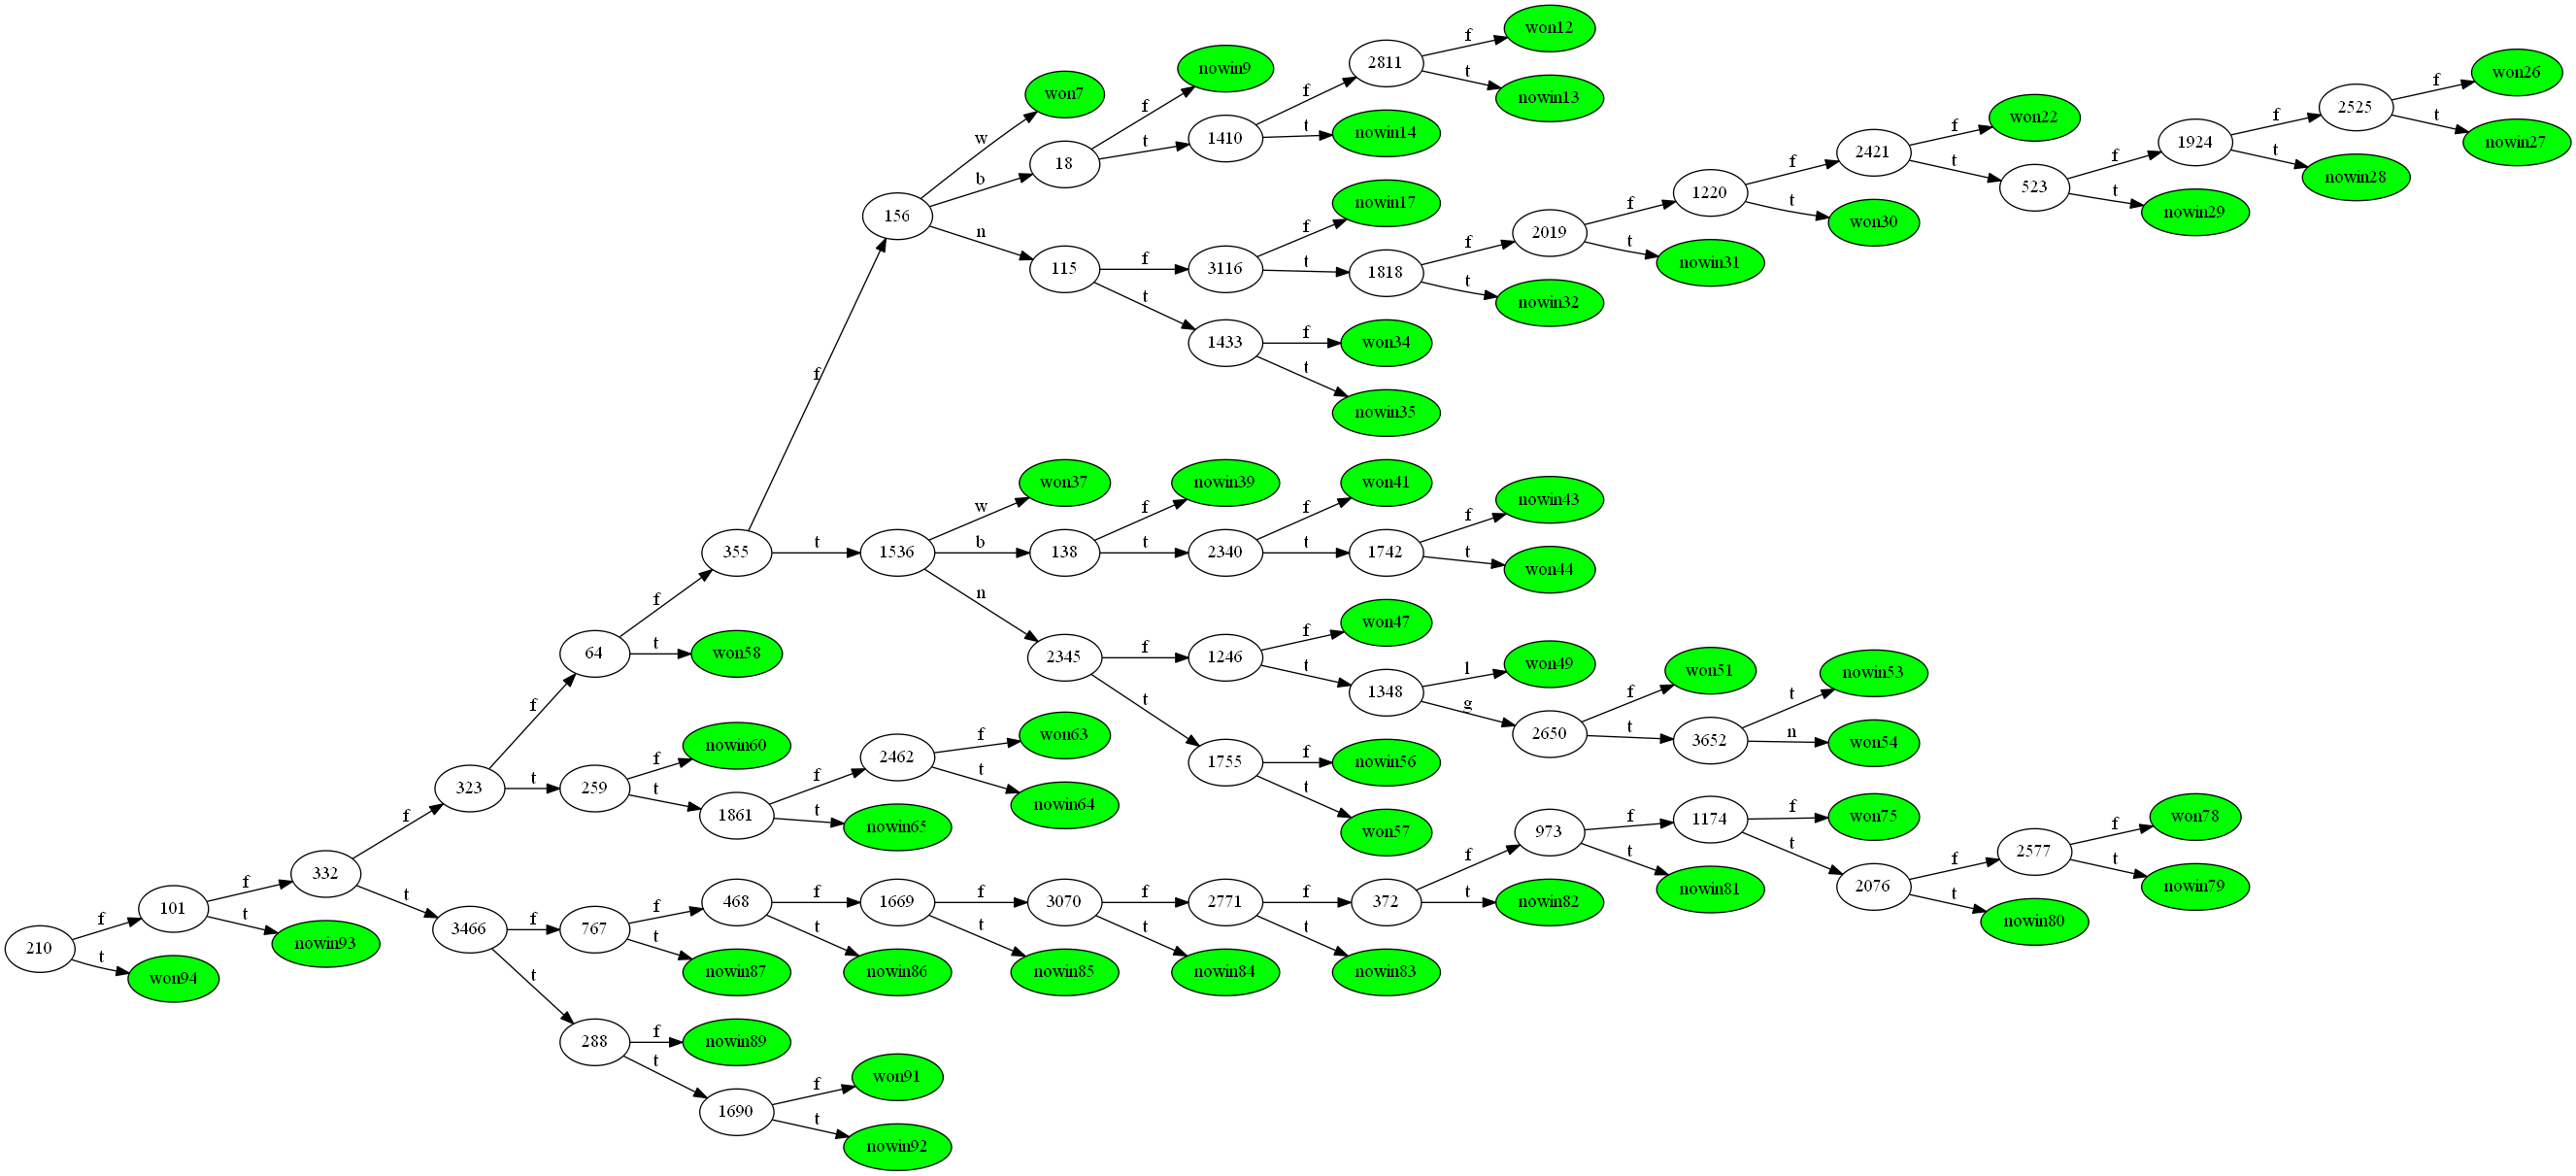 210
f
t
101
won94
f
t
332
nowin93
f
t
323
3466
f
t
64
259
f
t
767
288
f
t
355
won58
f
t
nowin60
1861
f
t
468
nowin87
f
t
nowin89
1690
f
t
156
1536
f
t
2462
nowin65
f
t
1669
nowin86
f
t
won91
nowin92
w
b
n
won7
18
115
w
b
n
won37
138
2345
f
t
won63
nowin64
f
t
3070
nowin85
f
t
nowin9
1410
f
t
3116
1433
f
t
nowin39
2340
f
t
1246
1755
f
t
2771
nowin84
f
t
2811
nowin14
f
t
nowin17
1818
f
t
won34
nowin35
f
t
won41
1742
f
t
won47
1348
f
t
nowin56
won57
f
t
372
nowin83
f
t
won12
nowin13
f
t
2019
nowin32
f
t
nowin43
won44
l
g
won49
2650
f
t
973
nowin82
f
t
1220
nowin31
f
t
won51
3652
f
t
1174
nowin81
f
t
2421
won30
t
n
nowin53
won54
f
t
won75
2076
f
t
won22
523
f
t
2577
nowin80
f
t
1924
nowin29
f
t
won78
nowin79
f
t
2525
nowin28
f
t
won26
nowin27